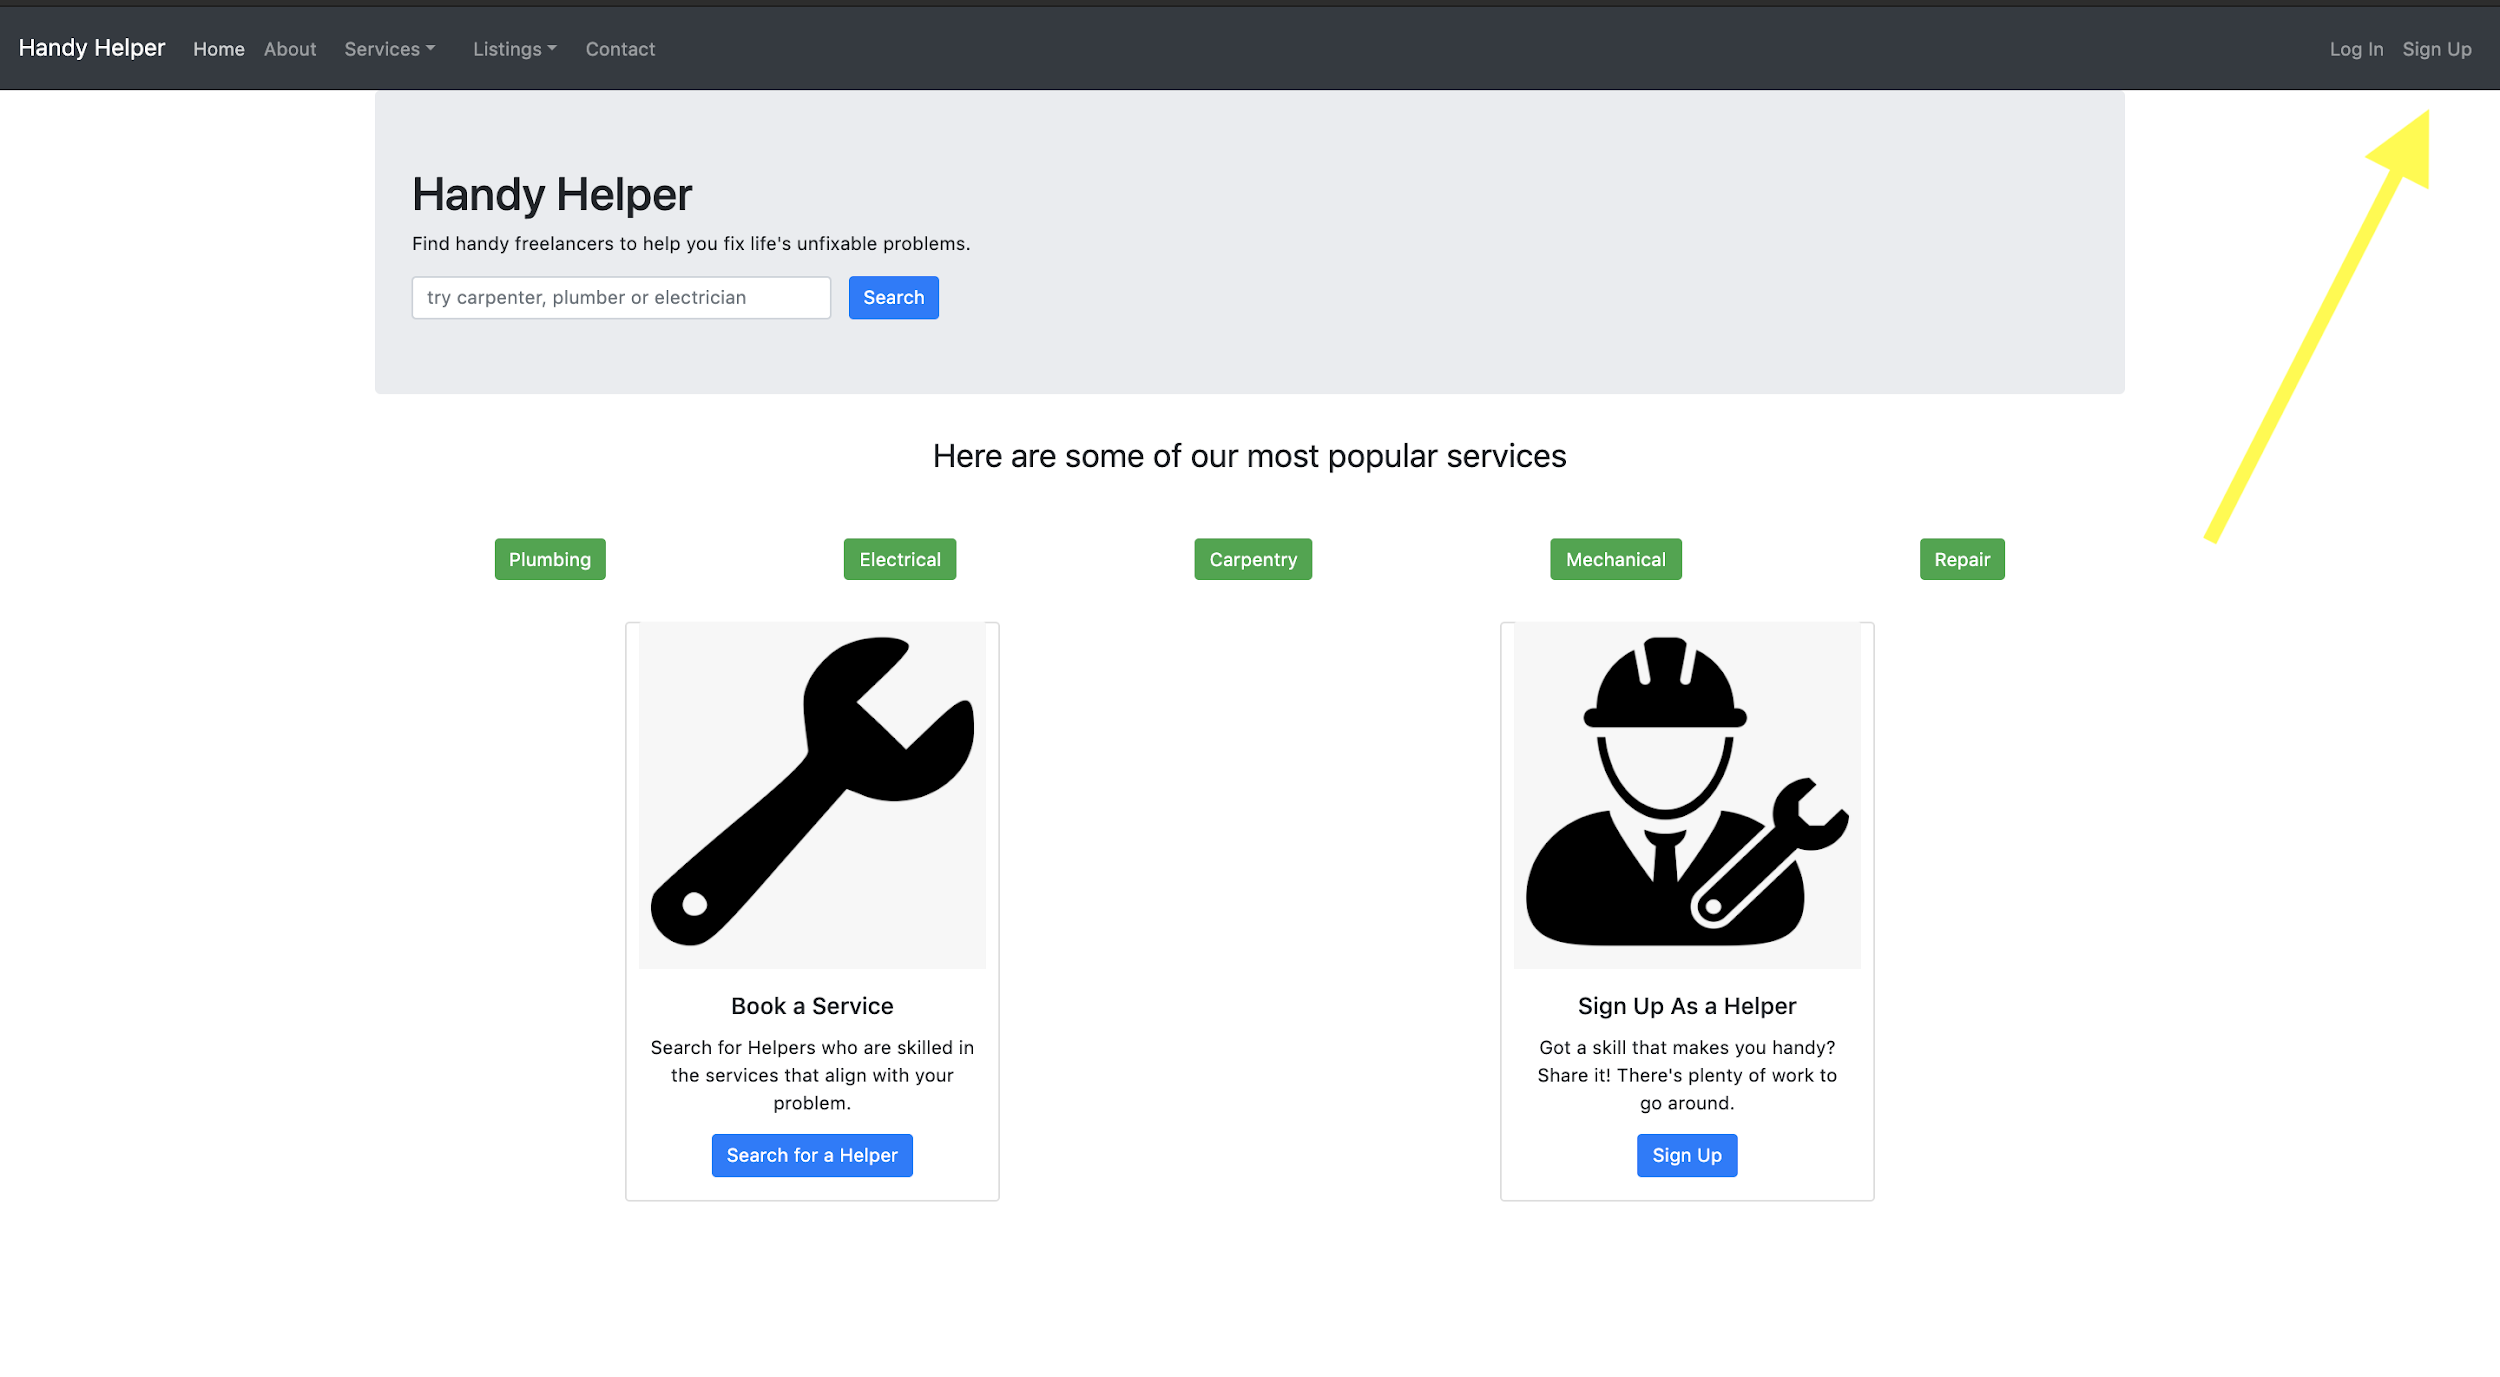 Handy Helper Home About Services Listings Contact Log In Sign Up
Handy Helper
Find handy freelancers to help you fix life's unfixable problems.
try carpenter, plumber or electrician Search
Here are some of our most popular services
Plumbing Electrical Carpentry Mechanical Repair
Book a Service
Search for Helpers who are skilled in
the services that align with your
problem.
Search for a Helper
Sign Up As a Helper
Got a skill that makes you handy?
Share it! There's plenty of work to
go around.
Sign Up